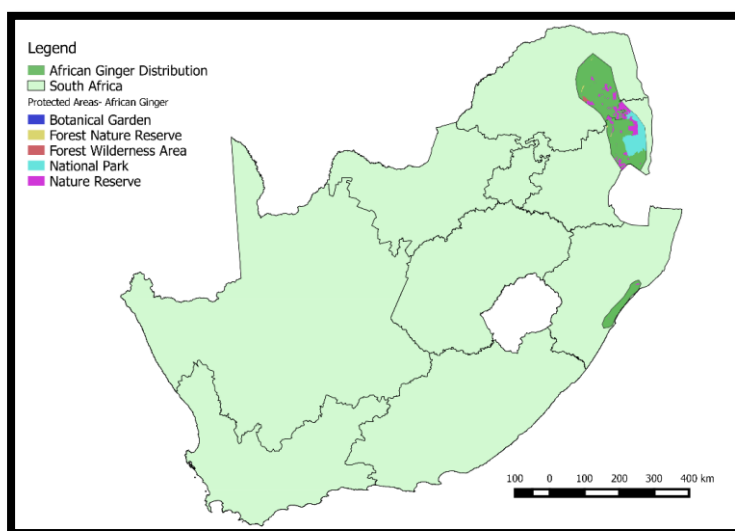 Legend
African Ginger Distribution
South Africa
Protected Areas- African Ginger
Botanical Garden
Forest Nature Reserve
Forest Wilderness Area
National Park
Nature Reserve
100 0 100 200 300 400 km